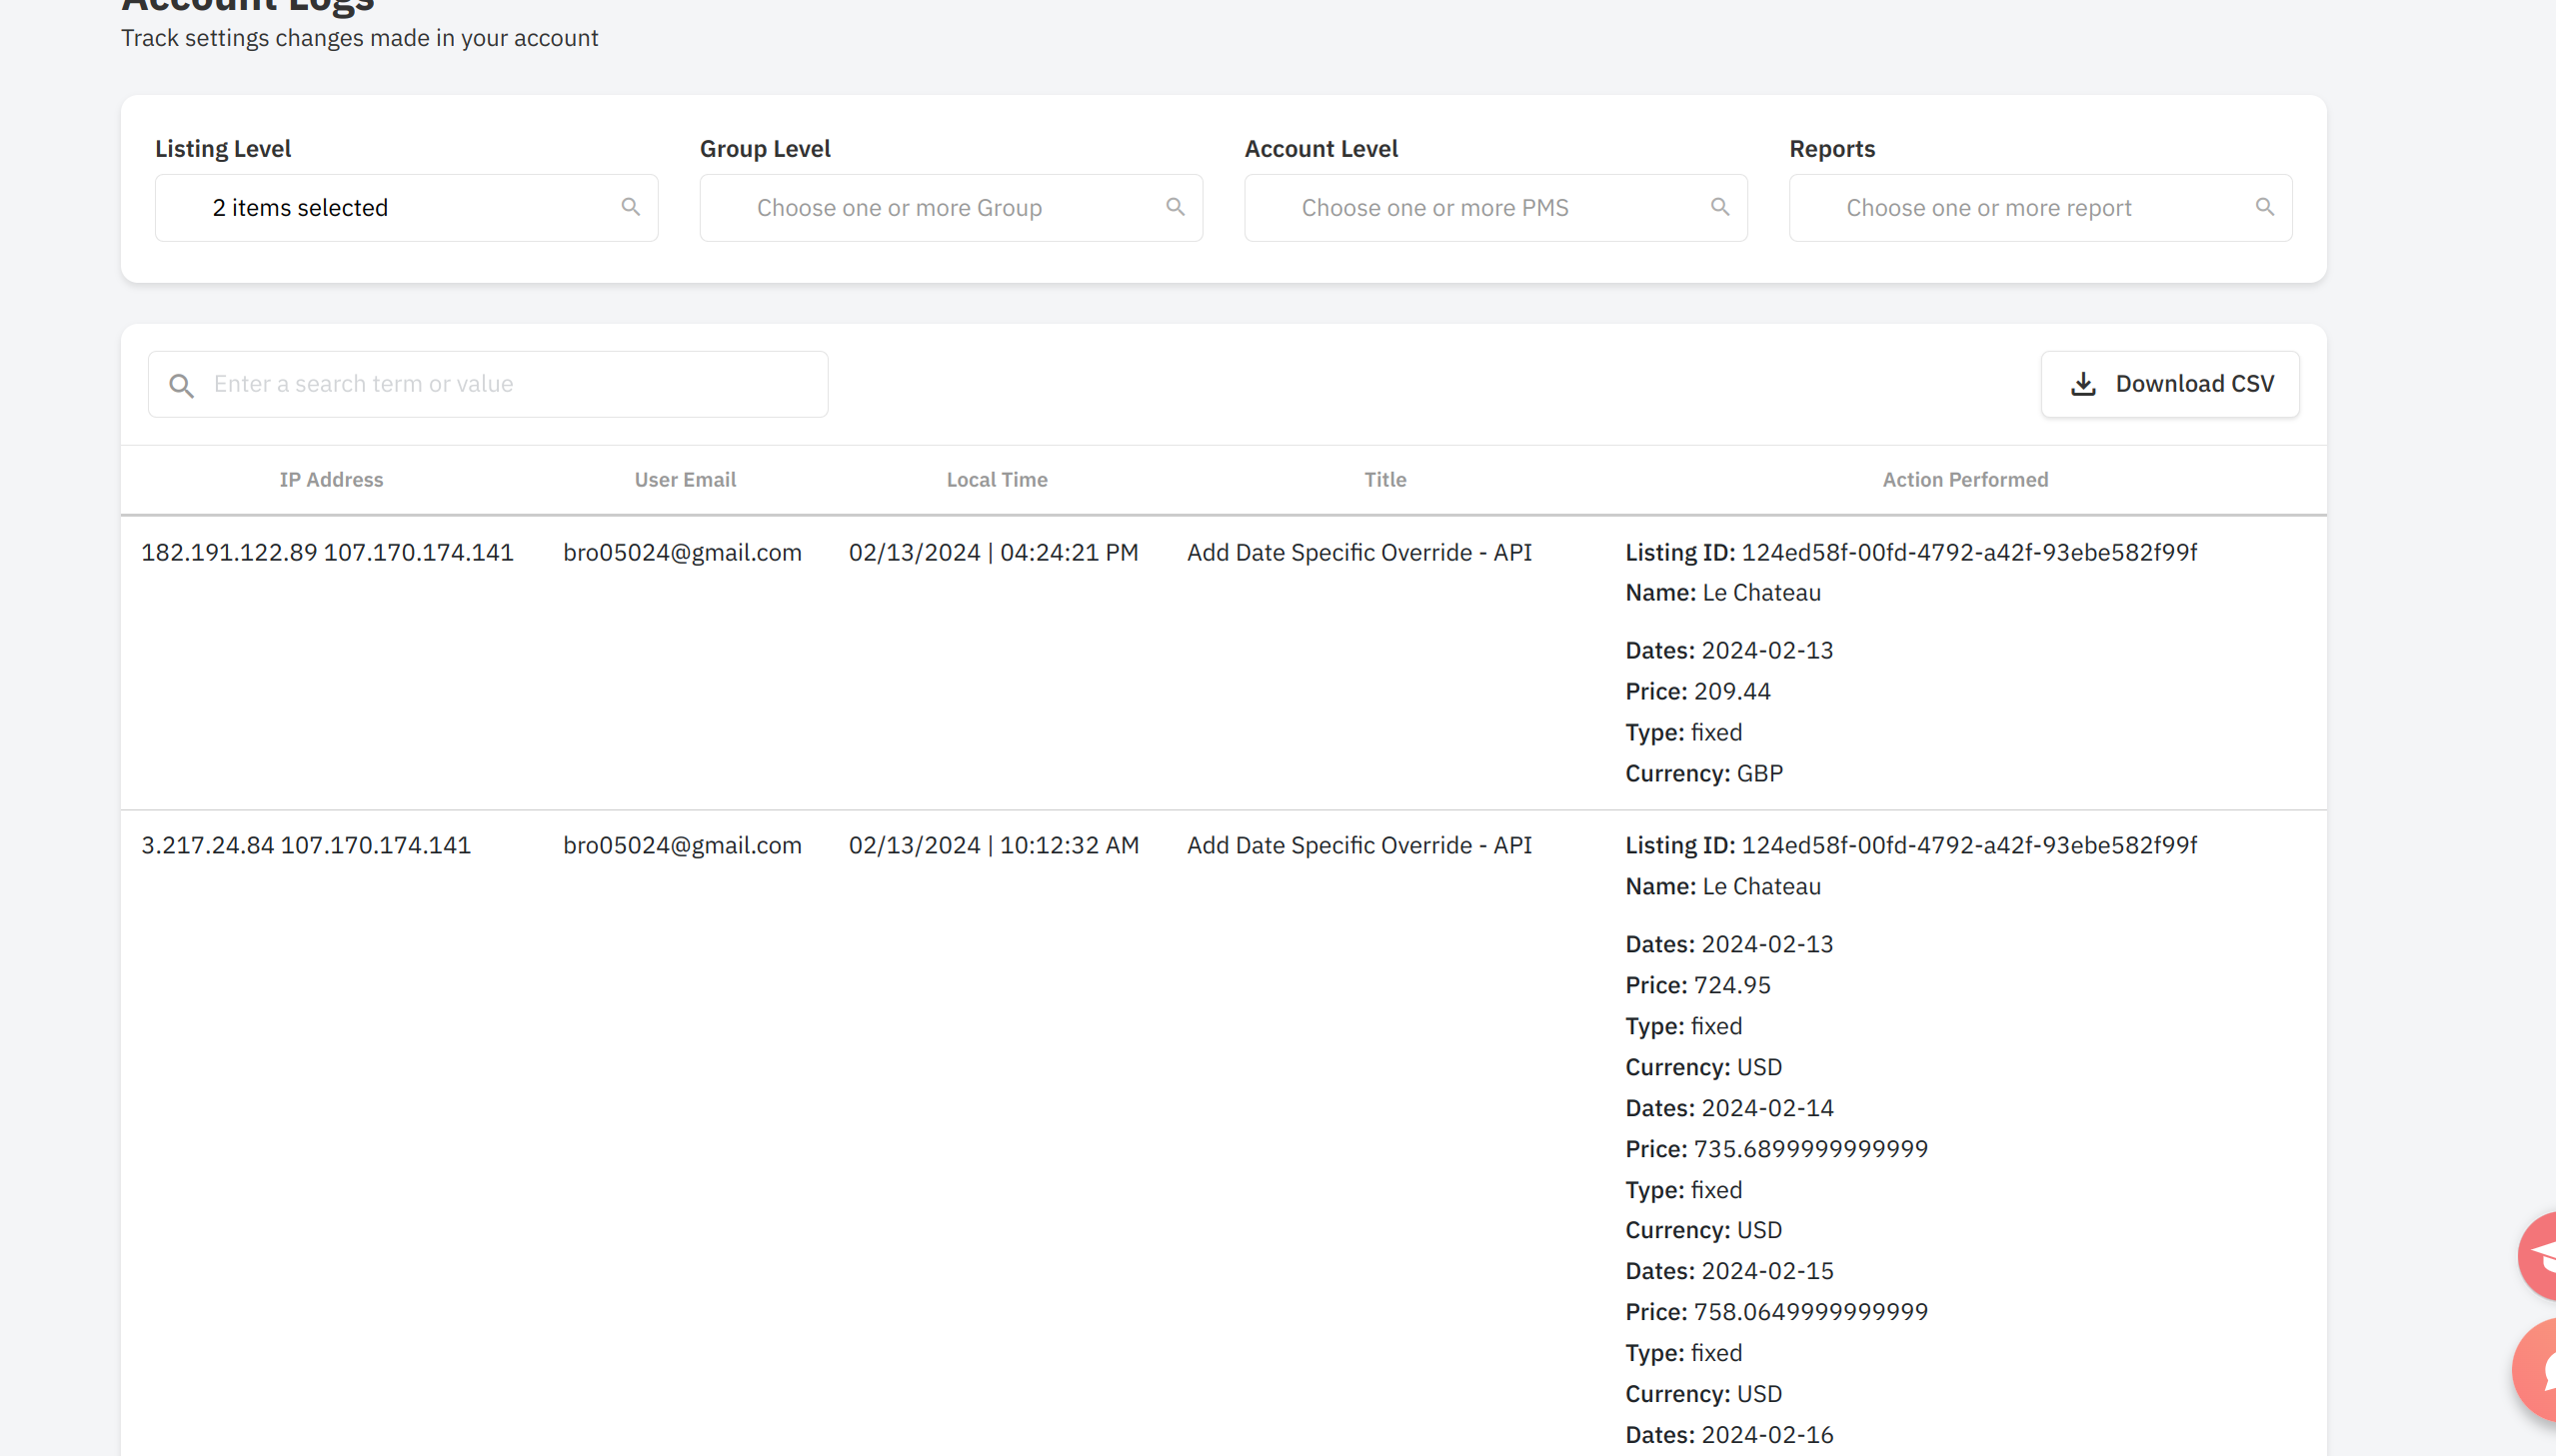 Account Logs
Track settings changes made in your account
Listing Level
Group Level
Account Level
Reports
2 items selected
Choose one or more Group
Choose one or more PMS
Choose one or more report
Enter a search term or value
Download CSV
IP Address
User Email
Local Time
Title
Action Performed
182.191.122.89 107.170.174.141
bro05024@gmail.com
02/13/2024 | 04:24:21 PM
Add Date Specific Override - API
Listing ID: 124ed58f-00fd-4792-a42f-93ebe582f99f
Name: Le Chateau
Dates: 2024-02-13
Price: 209.44
Type: fixed
Currency: GBP
3.217.24.84 107.170.174.141
bro05024@gmail.com
02/13/2024 | 10:12:32 AM
Add Date Specific Override - API
Listing ID: 124ed58f-00fd-4792-a42f-93ebe582f99f
Name: Le Chateau
Dates: 2024-02-13
Price: 724.95
Type: fixed
Currency: USD
Dates: 2024-02-14
Price: 735.6899999999999
Type: fixed
Currency: USD
Dates: 2024-02-15
Price: 758.0649999999999
Type: fixed
Currency: USD
Dates: 2024-02-16